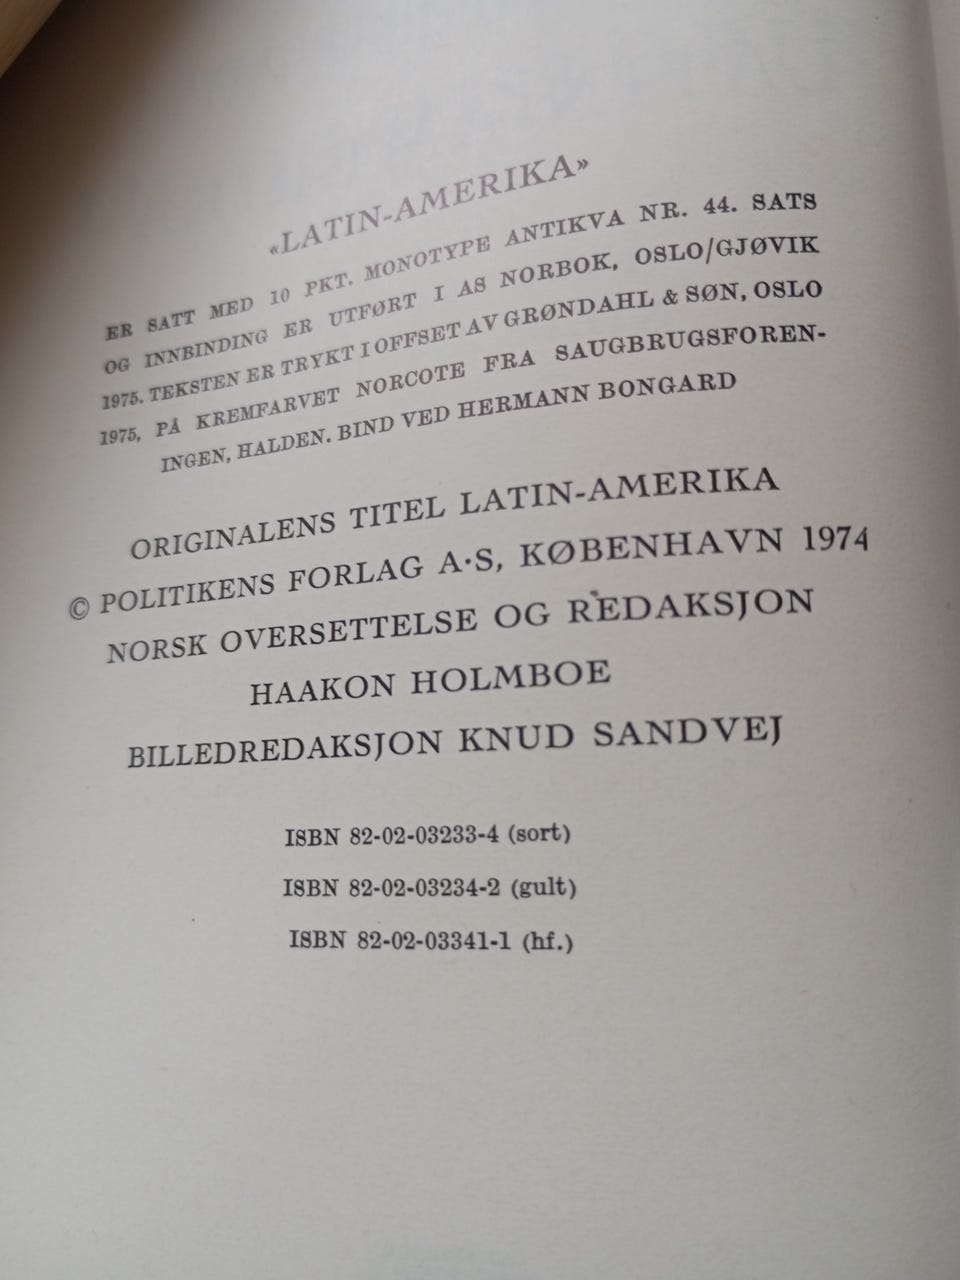 «LATIN-AMERIKA»
ER SATT MED 10 PKT. MONOTYPE ANTIKVA NR. 44. SATS
OG INNBINDING ER UTFØRT I AS NORBOK, OSLO/GJØVIK
1975. TEKSTEN ER TRYKT I OFFSET AV GRØNDAHL & SØN, OSLO
1975, PÅ KREMFARVET NORCOTE FRA SAUGBRUGSFOREN-
INGEN, HALDEN. BIND VED HERMANN BONGARD
ORIGINALENS TITEL LATIN-AMERIKA
© POLITIKENS FORLAG A·S, KØBENHAVN 1974
NORSK OVERSETTELSE OG REDAKSJON
HAAKON HOLMBOE
BILLEDREDAKSJON KNUD SANDVEJ
ISBN 82-02-03233-4 (sort)
ISBN 82-02-03234-2 (gult)
ISBN 82-02-03341-1 (hf.)